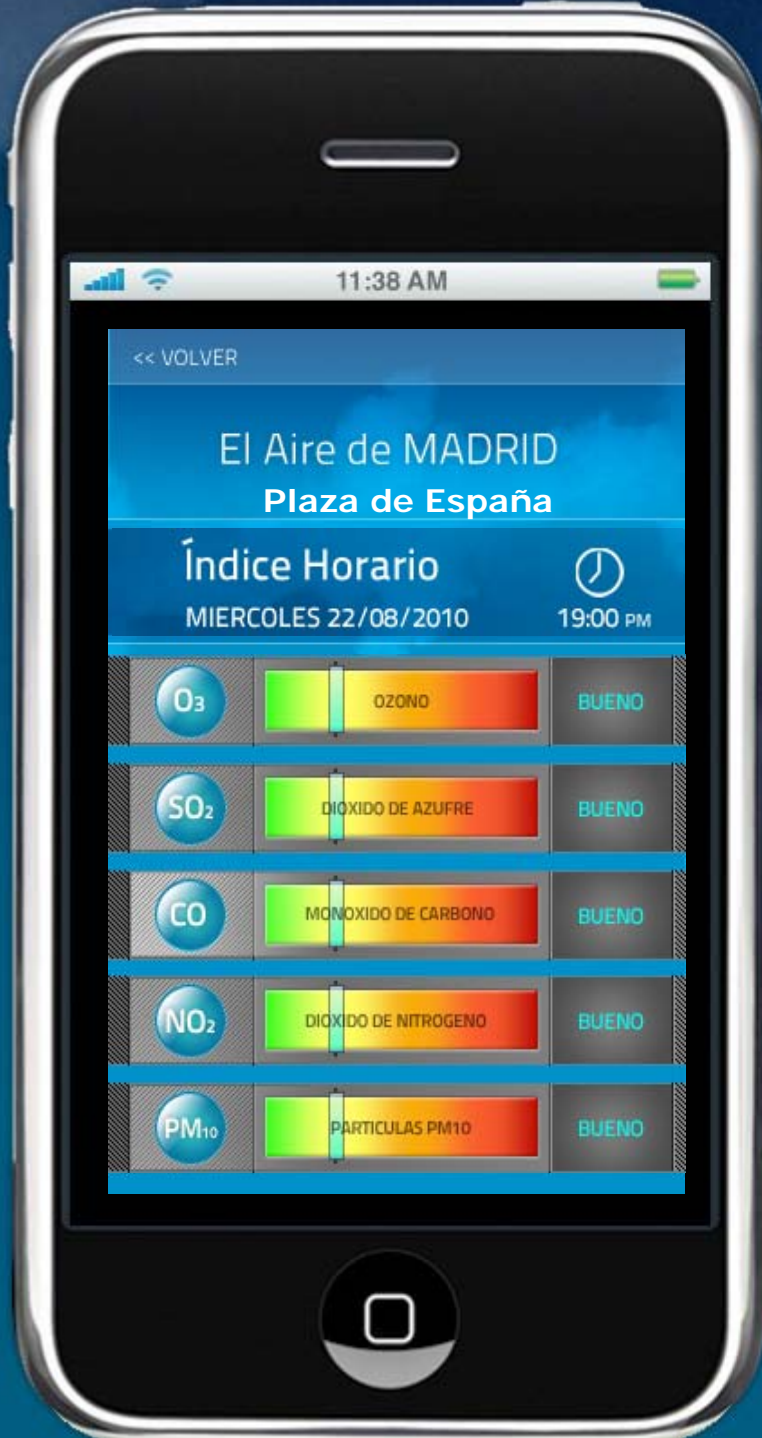 11:38 AM
<< VOLVER
El Aire de MADRID
Plaza de España
Índice Horario
MIERCOLES 22/08/2010 19:00 PM
O₃ OZONO BUENO
SO₂ DIOXIDO DE AZUFRE BUENO
CO MONOXIDO DE CARBONO BUENO
NO₂ DIOXIDO DE NITROGENO BUENO
PM₁₀ PARTICULAS PM10 BUENO